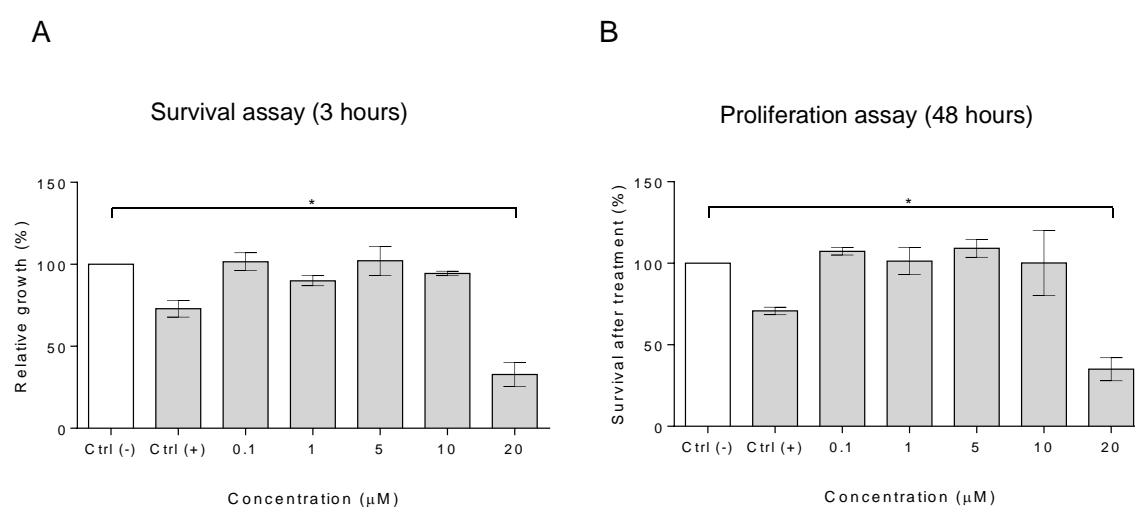 A
Survival assay (3 hours)
Relative growth (%)
150
100
50
0
*
Ctrl (-) Ctrl (+) 0.1 1 5 10 20
Concentration (µM)
B
Proliferation assay (48 hours)
Survival after treatment (%)
150
100
50
0
*
Ctrl (-) Ctrl (+) 0.1 1 5 10 20
Concentration (µM)